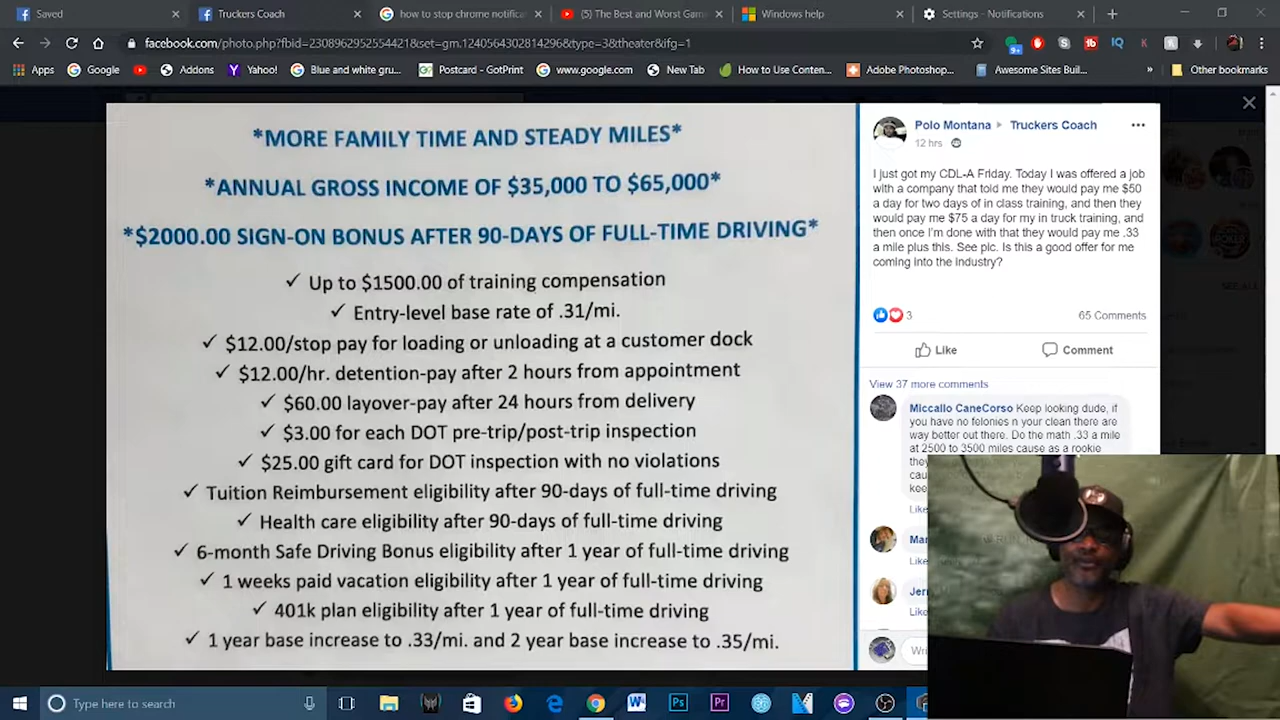 Saved
Truckers Coach
how to stop chrome notifica
(5) The Best and Worst Gam
Windows help
Settings - Notifications
facebook.com/photo.php?fbid=2308962952554421&set=gm.1240564302814296&type=3&theater&ifg=1
Apps
Google
Addons
Yahoo!
Blue and white gru...
Postcard - GotPrint
www.google.com
New Tab
How to Use Conten...
Adobe Photoshop...
Awesome Sites Buil...
»
Other bookmarks
*MORE FAMILY TIME AND STEADY MILES*
*ANNUAL GROSS INCOME OF $35,000 TO $65,000*
*$2000.00 SIGN-ON BONUS AFTER 90-DAYS OF FULL-TIME DRIVING*
✓ Up to $1500.00 of training compensation
✓ Entry-level base rate of .31/mi.
✓ $12.00/stop pay for loading or unloading at a customer dock
✓ $12.00/hr. detention-pay after 2 hours from appointment
✓ $60.00 layover-pay after 24 hours from delivery
✓ $3.00 for each DOT pre-trip/post-trip inspection
✓ $25.00 gift card for DOT inspection with no violations
✓ Tuition Reimbursement eligibility after 90-days of full-time driving
✓ Health care eligibility after 90-days of full-time driving
✓ 6-month Safe Driving Bonus eligibility after 1 year of full-time driving
✓ 1 weeks paid vacation eligibility after 1 year of full-time driving
✓ 401k plan eligibility after 1 year of full-time driving
✓ 1 year base increase to .33/mi. and 2 year base increase to .35/mi.
Polo Montana ▸ Truckers Coach
12 hrs
I just got my CDL-A Friday. Today I was offered a job
with a company that told me they would pay me $50
a day for two days of in class training, and then they
would pay me $75 a day for my in truck training, and
then once I'm done with that they would pay me .33
a mile plus this. See pic. Is this a good offer for me
coming into the industry?
3
65 Comments
Like
Comment
View 37 more comments
Miccallo CaneCorso Keep looking dude, if
you have no felonies n your clean there are
way better out there. Do the math .33 a mile
at 2500 to 3500 miles cause as a rookie
they
cau
kee
Like
Mar
Like
Jer
Like
Wri
Type here to search